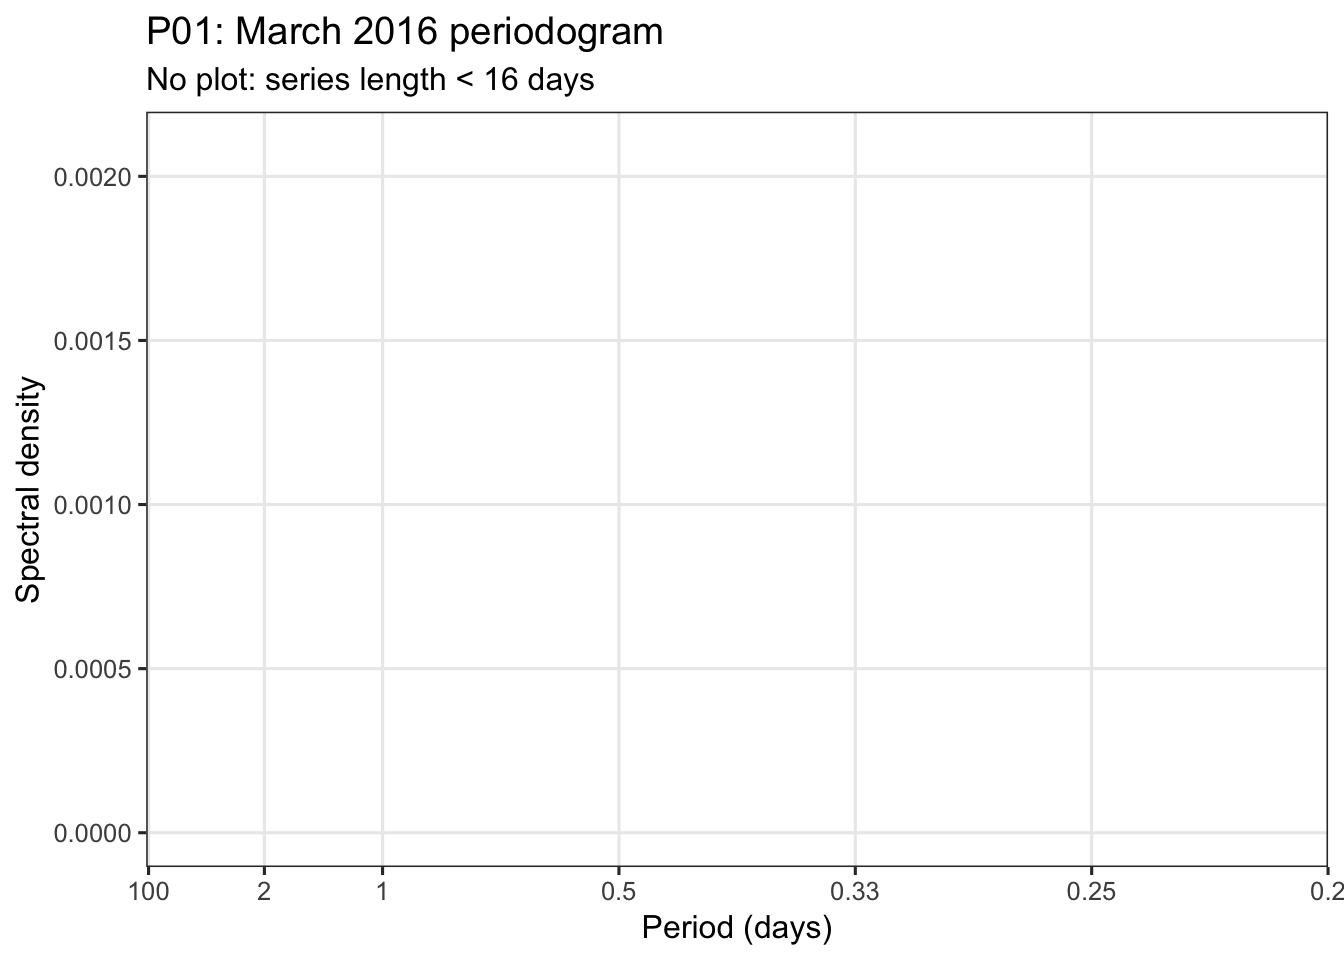 P01: March 2016 periodogram
No plot: series length < 16 days
Spectral density
0.0020
0.0015
0.0010
0.0005
0.0000
100 2 1 0.5 0.33 0.25 0.2
Period (days)